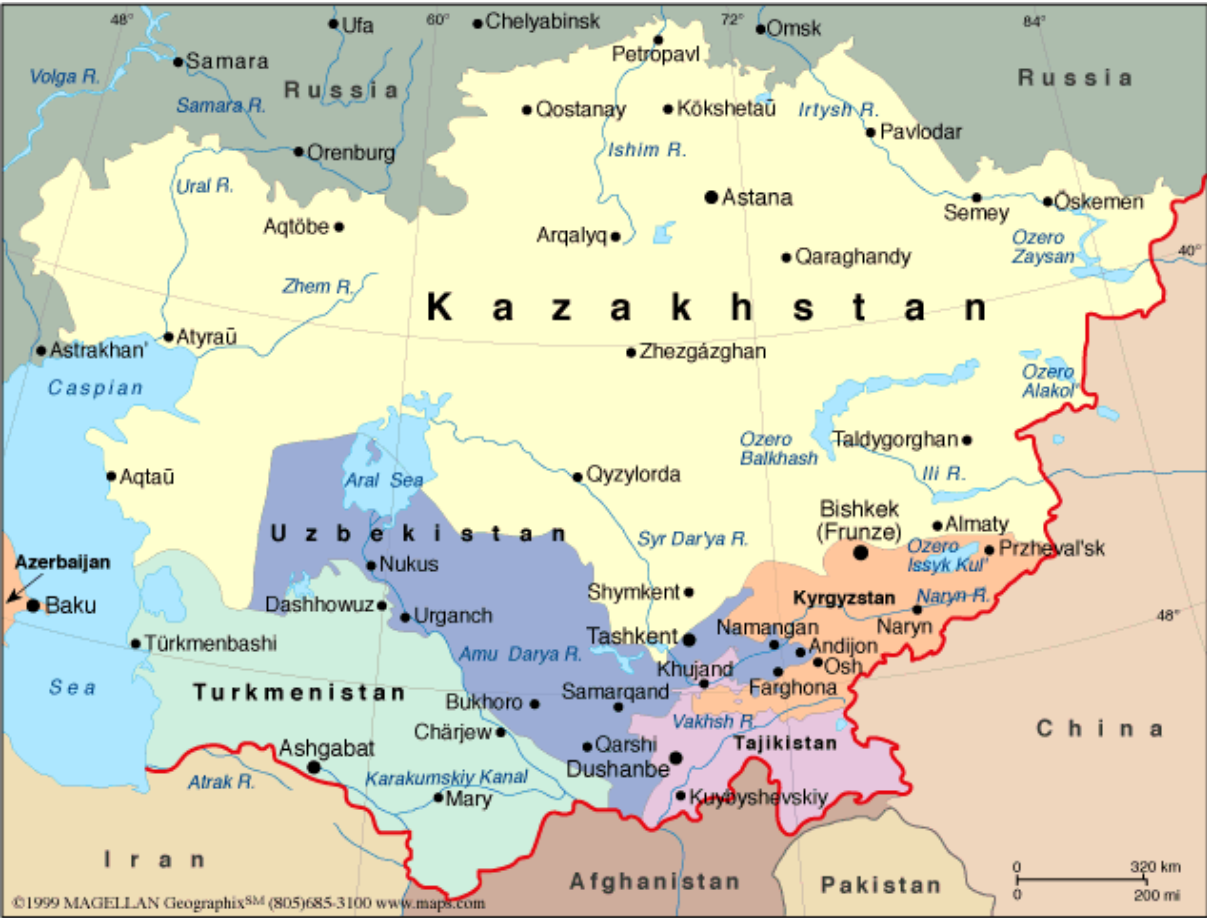 48°
60°
72°
84°
Ufa
Chelyabinsk
Omsk
Petropavl
Samara
Volga R.
Russia
Russia
Samara R.
Qostanay
Kökshetaū
Irtysh R.
Pavlodar
Orenburg
Ishim R.
Ural R.
Astana
Semey
Öskemen
Aqtöbe
Arqalyq
Ozero
Zaysan
40°
Qaraghandy
Zhem R.
Kazakhstan
Atyraū
Astrakhan'
Zhezgázghan
Caspian
Ozero
Alakol'
Ozero
Balkhash
Taldygorghan
Aqtaū
Aral Sea
Qyzylorda
Ili R.
Bishkek
(Frunze)
Almaty
Uzbekistan
Syr Dar'ya R.
Ozero
Issyk Kul'
Przheval'sk
Azerbaijan
Nukus
Baku
Shymkent
Kyrgyzstan
Naryn R.
Dashhowuz
Urganch
48°
Türkmenbashi
Tashkent
Namangan
Naryn
Andijon
Amu Darya R.
Osh
Khujand
Farghona
Sea
Turkmenistan
Samarqand
Bukhoro
Vakhsh R.
Chärjew
China
Ashgabat
Qarshi
Tajikistan
Dushanbe
Atrak R.
Karakumskiy Kanal
Mary
Kuybyshevskiy
Iran
Afghanistan
Pakistan
0
320 km
0
200 mi
©1999 MAGELLAN Geographix℠ (805)685-3100 www.maps.com